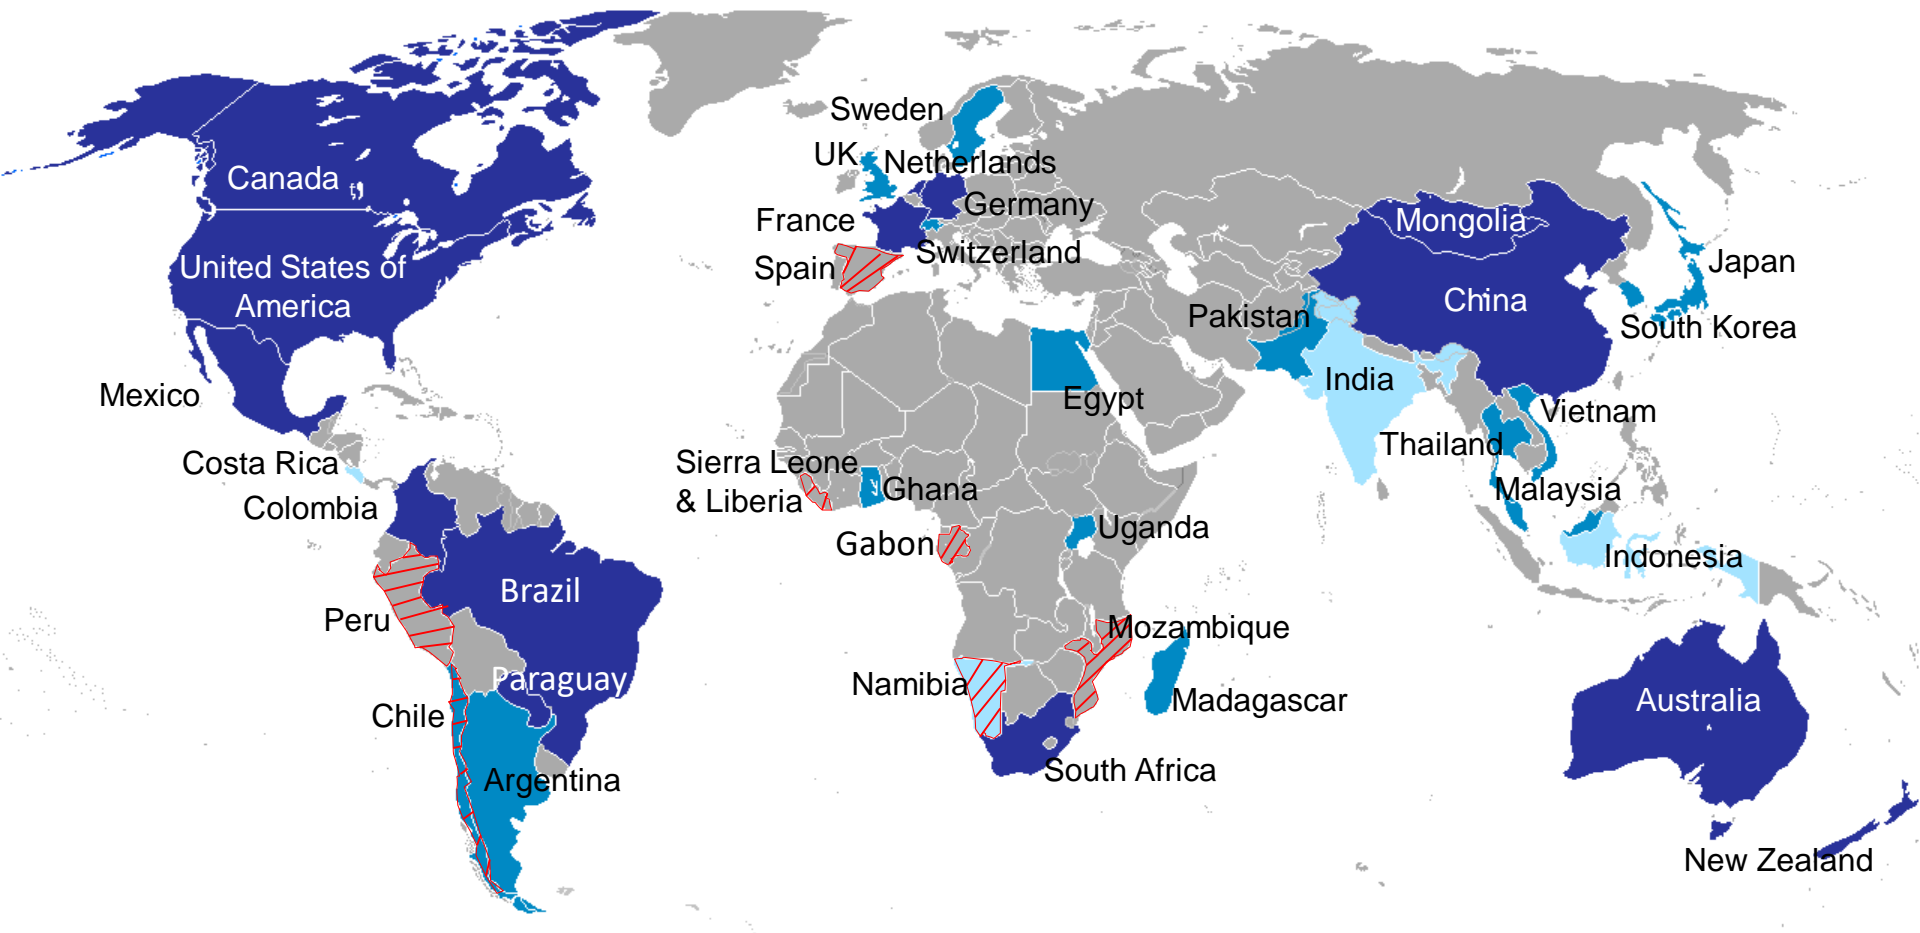 Sweden
UK
Netherlands
Canada
Germany
France
Mongolia
Switzerland
United States of
America
Spain
Japan
China
Pakistan
South Korea
India
Mexico
Egypt
Vietnam
Thailand
Costa Rica
Sierra Leone
& Liberia
Ghana
Malaysia
Colombia
Uganda
Gabon
Indonesia
Brazil
Peru
Mozambique
Paraguay
Namibia
Madagascar
Australia
Chile
South Africa
Argentina
New Zealand